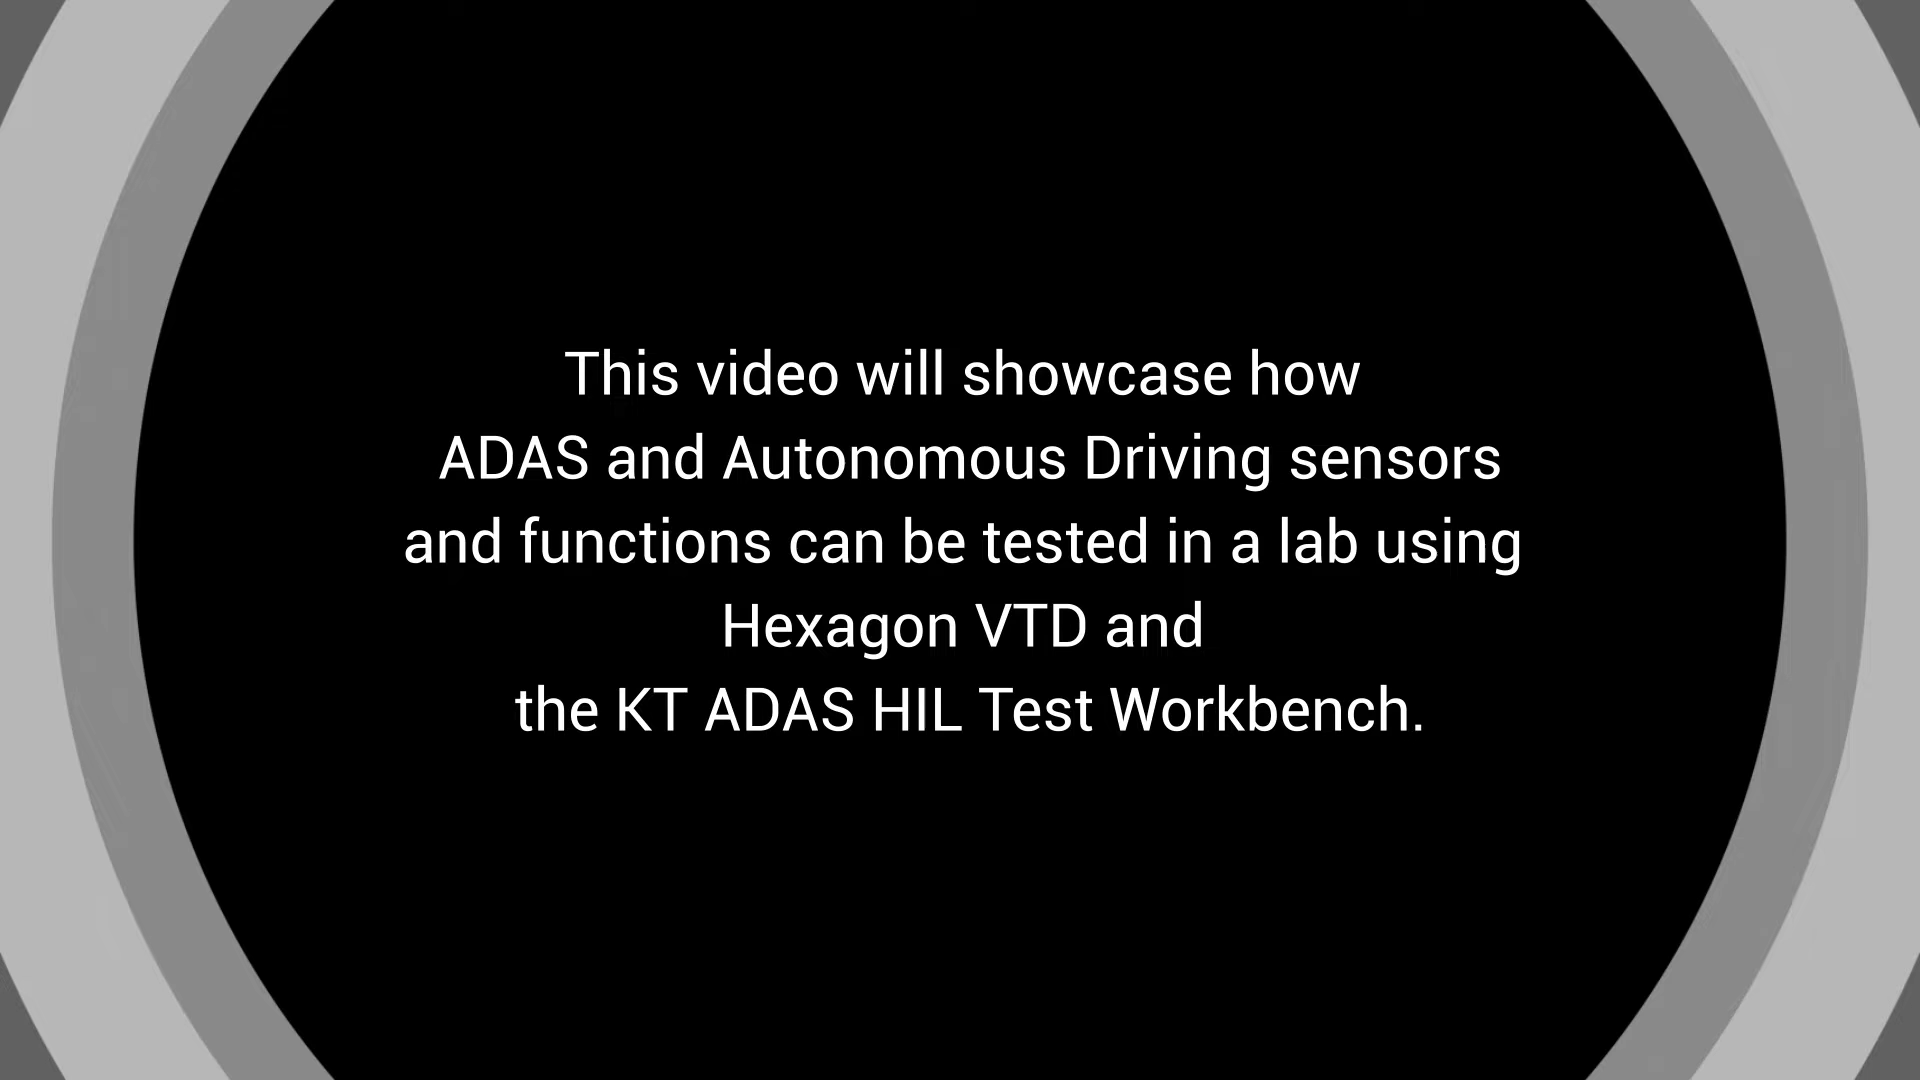 This video will showcase how
ADAS and Autonomous Driving sensors
and functions can be tested in a lab using
Hexagon VTD and
the KT ADAS HIL Test Workbench.